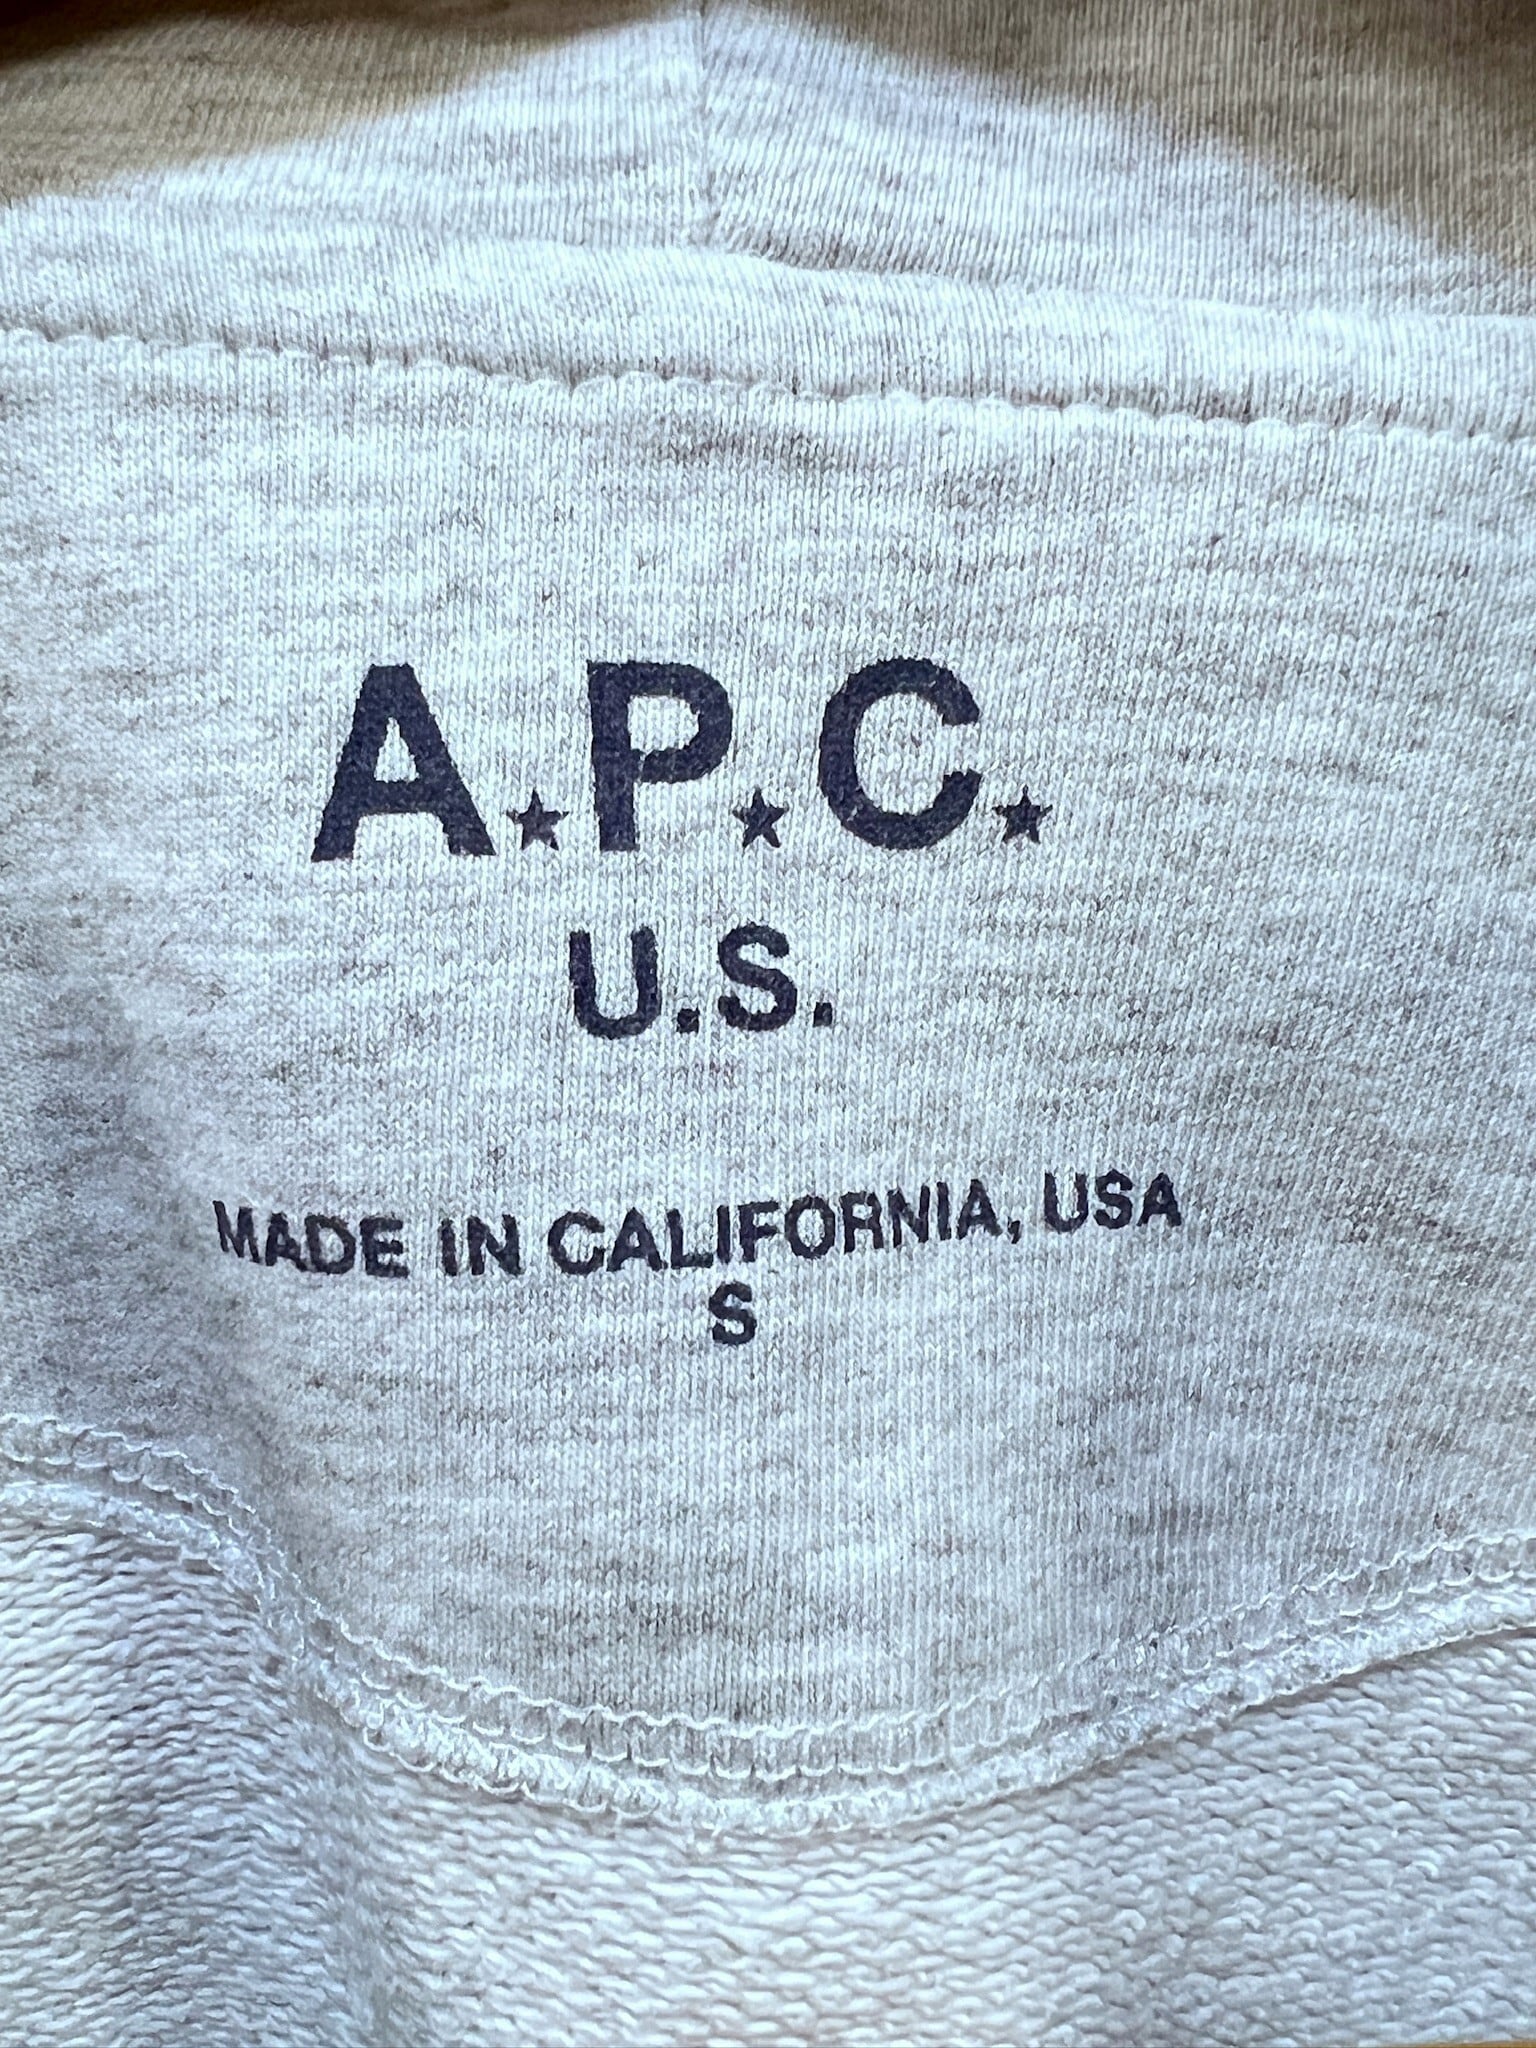 A★P★C★
U.S.
MADE IN CALIFORNIA, USA
S